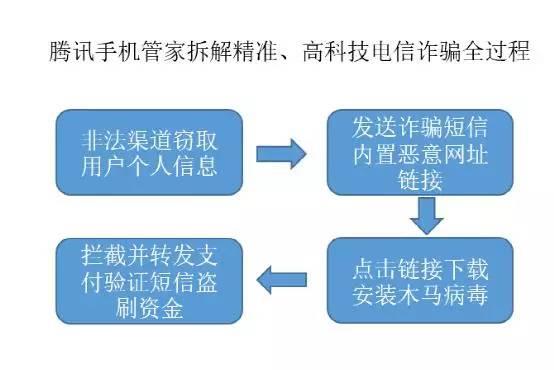 腾讯手机管家拆解精准、高科技电信诈骗全过程
非法渠道窃取
用户个人信息
发送诈骗短信
内置恶意网址
链接
点击链接下载
安装木马病毒
拦截并转发支
付验证短信盗
刷资金